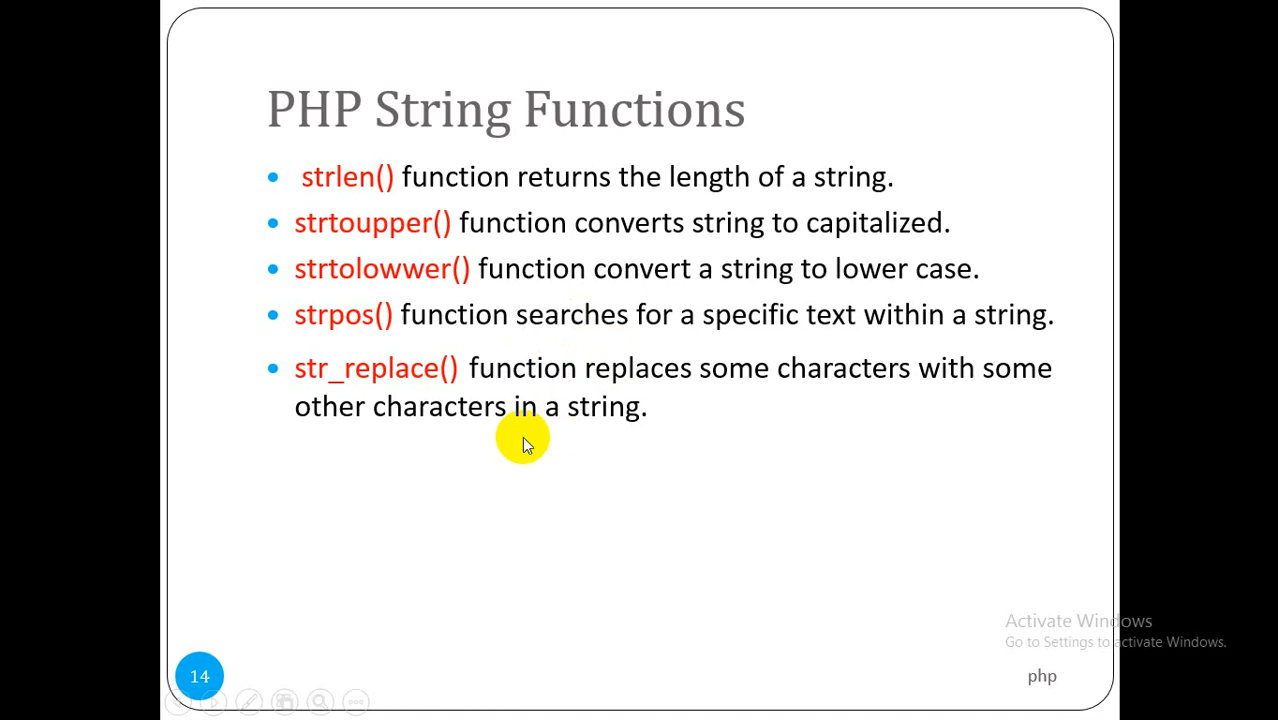 PHP String Functions
• strlen() function returns the length of a string.
• strtoupper() function converts string to capitalized.
• strtolowwer() function convert a string to lower case.
• strpos() function searches for a specific text within a string.
• str_replace() function replaces some characters with some
other characters in a string.
Activate Windows
Go to Settings to activate Windows.
14
php